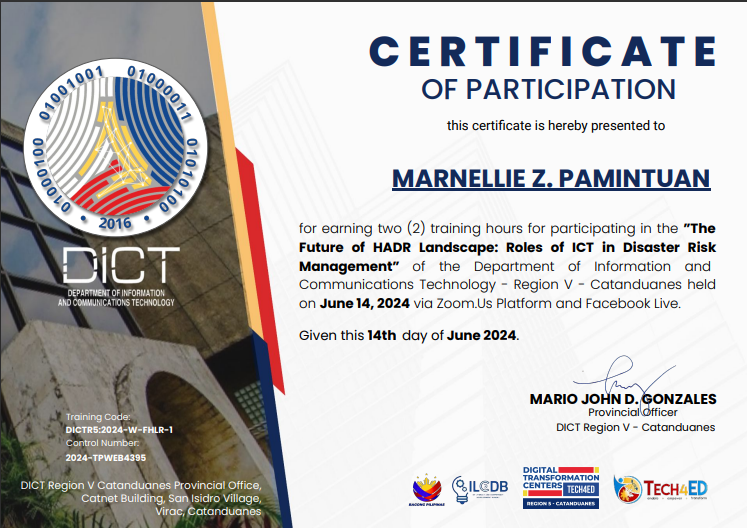 CERTIFICATE
OF PARTICIPATION
this certificate is hereby presented to
MARNELLIE Z. PAMINTUAN
for earning two (2) training hours for participating in the ”The
Future of HADR Landscape: Roles of ICT in Disaster Risk
Management” of the Department of Information and
Communications Technology - Region V - Catanduanes held
on June 14, 2024 via Zoom.Us Platform and Facebook Live.
Given this 14th day of June 2024.
MARIO JOHN D. GONZALES
Provincial Officer
DICT Region V - Catanduanes
01000100 01001001 01000011 01010100
• 2016 •
DICT
DEPARTMENT OF INFORMATION
AND COMMUNICATIONS TECHNOLOGY
Training Code:
DICTR5:2024-W-FHLR-1
Control Number:
2024-TPWEB4395
DICT Region V Catanduanes Provincial Office,
Catnet Building, San Isidro Village,
Virac, Catanduanes
BAGONG PILIPINAS
ILCDB
DIGITAL
TRANSFORMATION
CENTERS TECH4ED
REGION 5 - CATANDUANES
TECH4ED